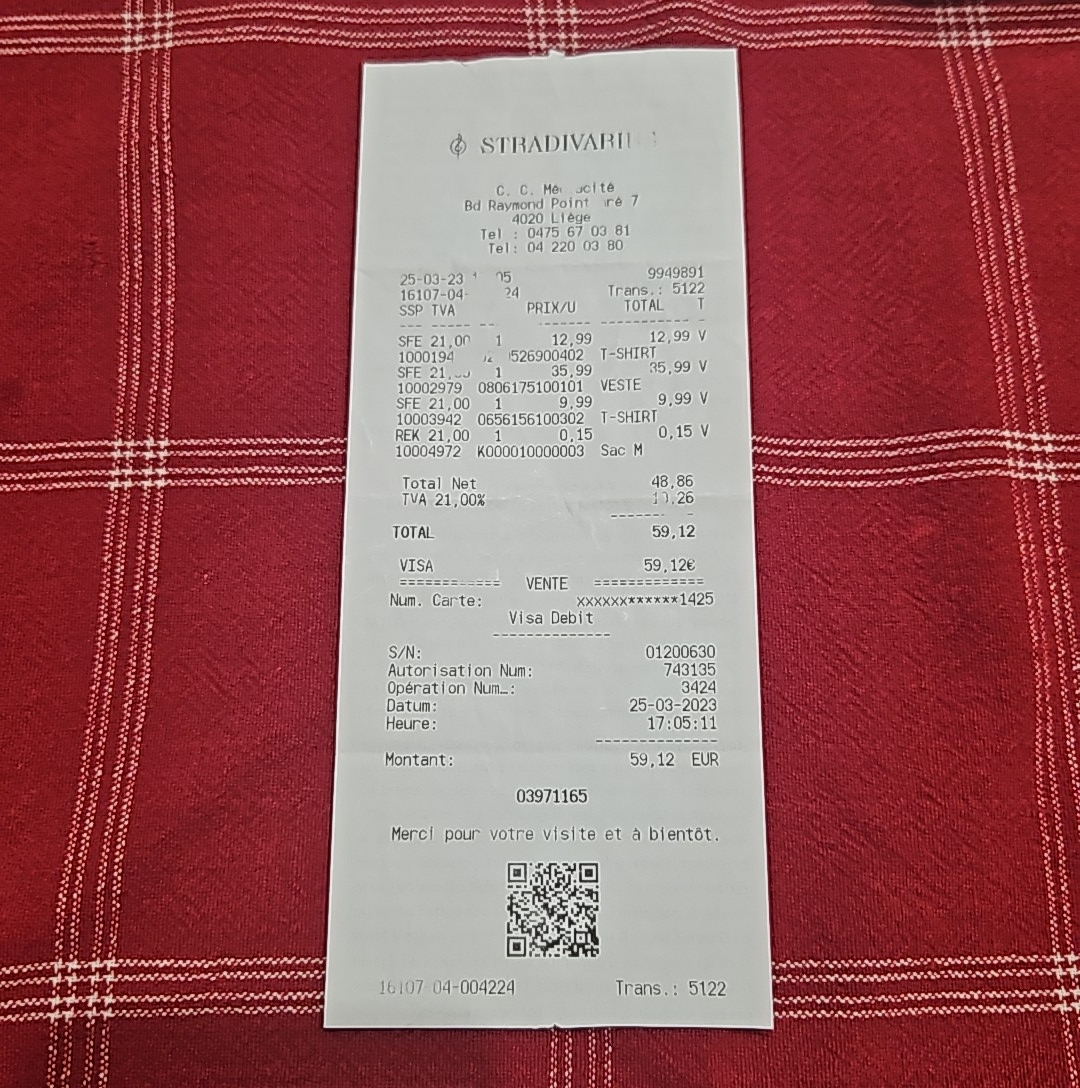 STRADIVARI
C. C. Mé
Bd Raymond Point ré 7
4020 Liège
Tel : 0475 67 03 81
Tel: 04 220 03 80
25-03-23 05 9949891
16107-04- 24 Trans.: 5122
SSP TVA PRIX/U TOTAL T
SFE 21,00 1 12,99 12,99 V
1000194 526900402 T-SHIRT
SFE 21, 1 35,99 35,99 V
10002979 0806175100101 VESTE
SFE 21,00 1 9,99 9,99 V
10003942 0656156100302 T-SHIRT
REK 21,00 1 0,15 0,15 V
10004972 K000010000003 Sac M
Total Net 48,86
TVA 21,00% 10,26
TOTAL 59,12
VISA 59,12€
============ VENTE =============
Num. Carte: xxxxxx******1425
Visa Debit
S/N: 01200630
Autorisation Num: 743135
Opération Num…: 3424
Datum: 25-03-2023
Heure: 17:05:11
Montant: 59,12 EUR
03971165
Merci pour votre visite et à bientôt.
16107 04-004224 Trans.: 5122